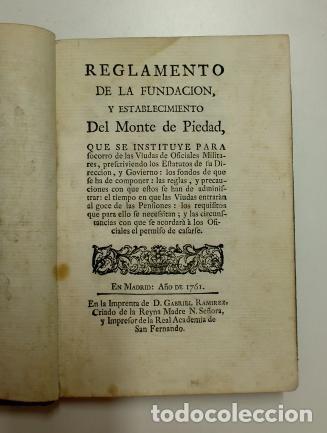 REGLAMENTO
DE LA FUNDACION,
Y ESTABLECIMIENTO
Del Monte de Piedad,
QUE SE INSTITUYE PARA
socorro de las Viudas de Oficiales Milita-
res, prescriviendo los Estatutos de su Di-
reccion, y Govierno: los fondos de que
se ha de componer: las reglas, y precau-
ciones con que estos se han de adminis-
trar: el tiempo en que las Viudas entraràn
al goce de las Pensiones: los requisitos
que para ello se necessitan; y las circuns-
tancias con que se acordarà à los Ofi-
ciales el permiso de casarse.
EN MADRID: AÑO DE 1761.
En la Imprenta de D. GABRIEL RAMIREZ,
Criado de la Reyna Madre N. Señora,
y Impresor de la Real Academia de
San Fernando.
todocoleccion.net